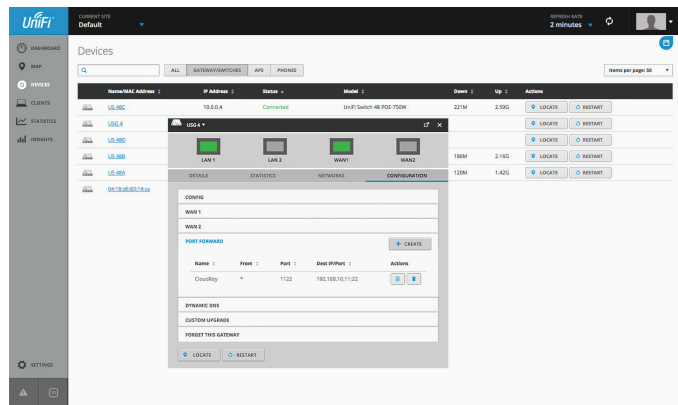 UniFi
CURRENT SITE
Default
REFRESH RATE
2 minutes
DASHBOARD
MAP
DEVICES
CLIENTS
STATISTICS
INSIGHTS
SETTINGS
Devices
ALL GATEWAY/SWITCHES APS PHONES
Items per page: 50
Name/MAC Address IP Address Status Model Down Up Actions
US 48C 10.0.0.4 Connected UniFi Switch 48 POE-750W 221M 2.59G LOCATE RESTART
USG 4 LOCATE RESTART
US 48D LOCATE RESTART
US 48B 186M 2.16G LOCATE RESTART
US 48A 120M 1.42G LOCATE RESTART
04:18:d6:83:14:ca
USG 4
LAN 1 LAN 2 WAN1 WAN2
DETAILS STATISTICS NETWORKS CONFIGURATION
CONFIG
WAN 1
WAN 2
PORT FORWARD
CREATE
Name From Port Dest IP/Port Actions
CloudKey * 1122 192.168.10.11:22
DYNAMIC DNS
CUSTOM UPGRADE
FORGET THIS GATEWAY
LOCATE RESTART